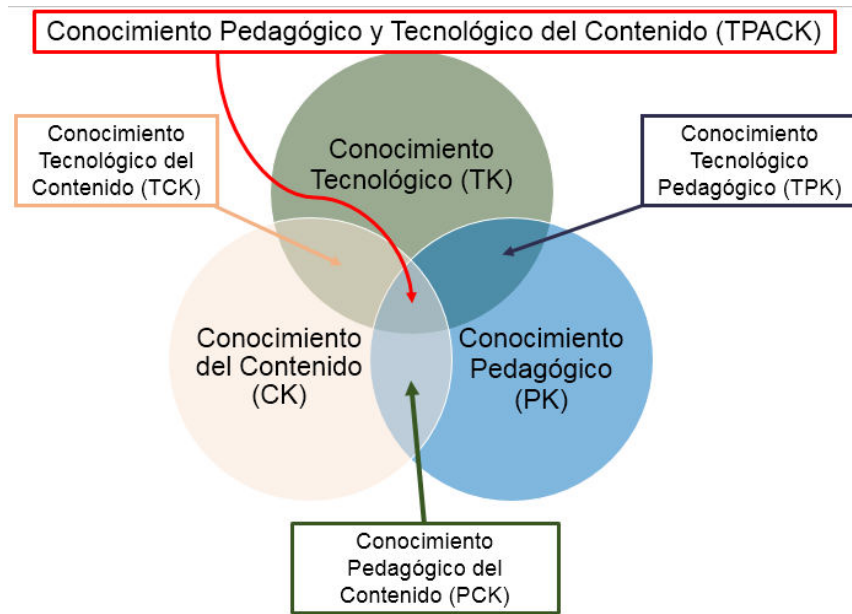 Conocimiento Pedagógico y Tecnológico del Contenido (TPACK)
Conocimiento
Tecnológico del
Contenido (TCK)
Conocimiento
Tecnológico (TK)
Conocimiento
Tecnológico
Pedagógico (TPK)
Conocimiento
del Contenido
(CK)
Conocimiento
Pedagógico
(PK)
Conocimiento
Pedagógico del
Contenido (PCK)